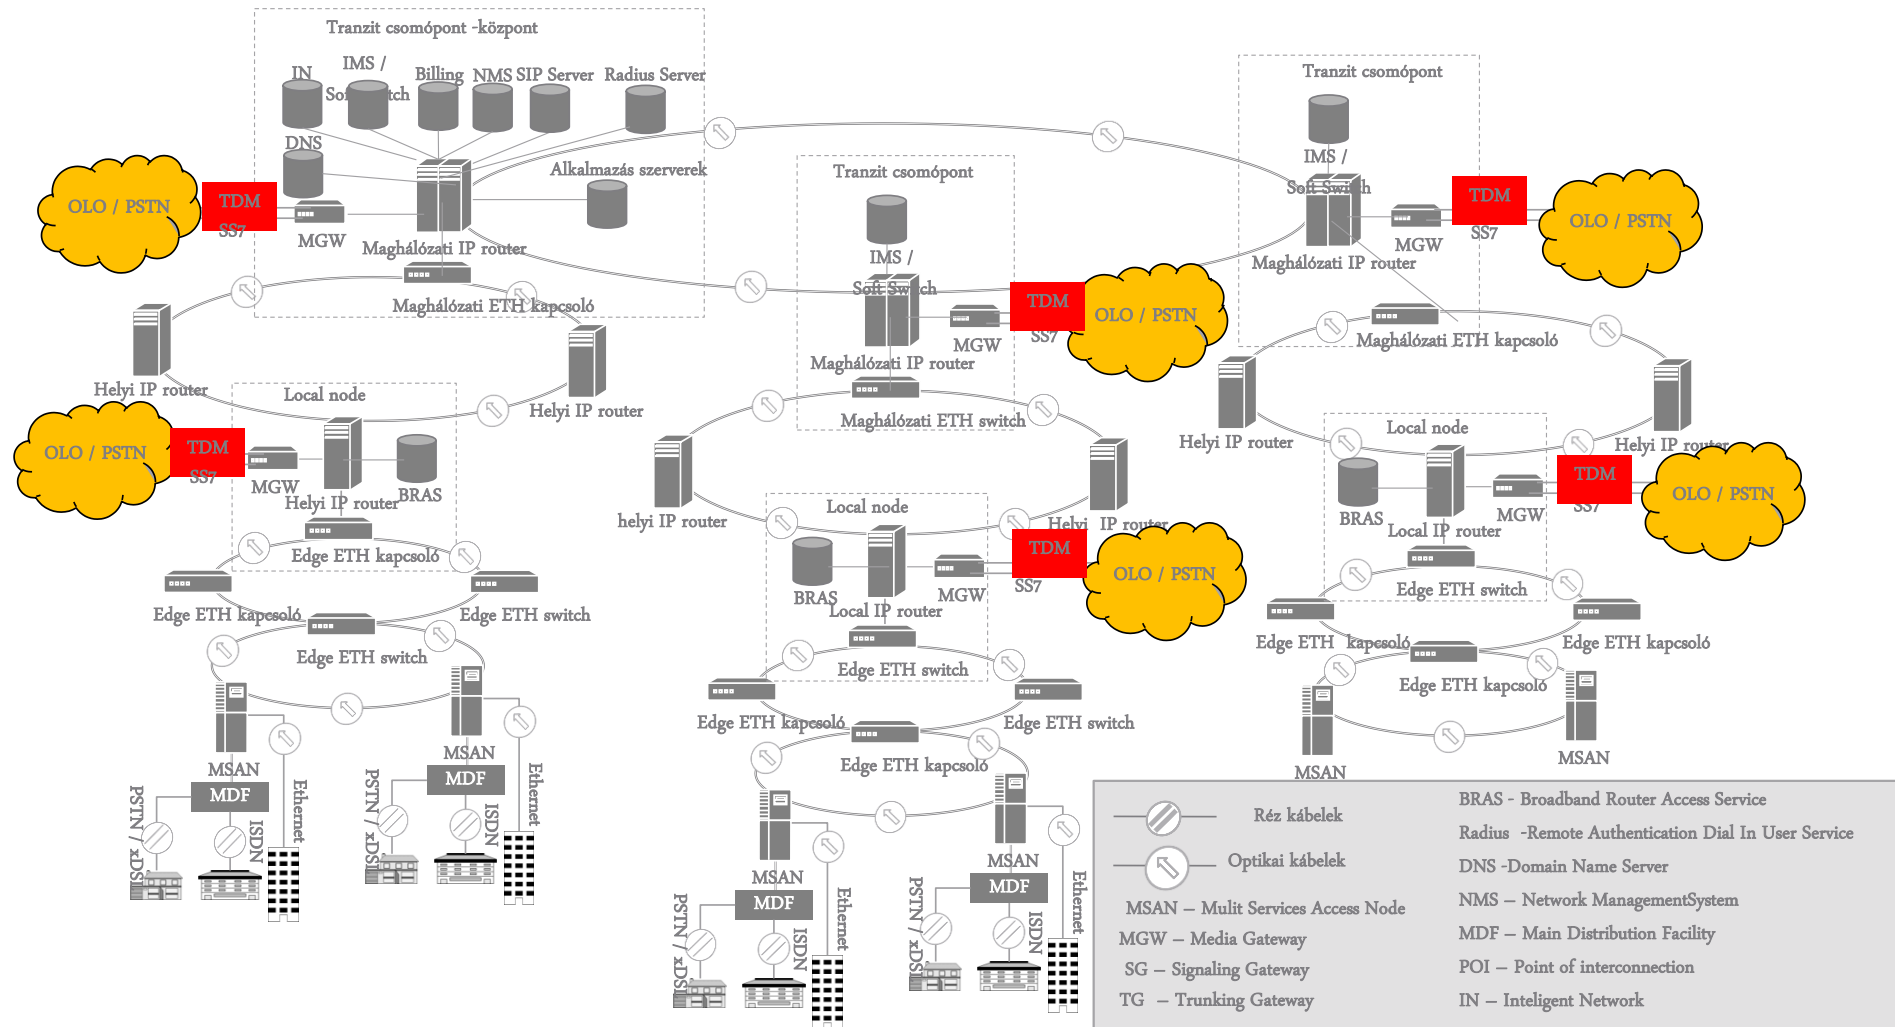 Tranzit csomópont -központ
IN
IMS /
Soft Switch
Billing
NMS
SIP Server
Radius Server
DNS
Alkalmazás szerverek
OLO / PSTN
TDM
SS7
MGW
Maghálózati IP router
Maghálózati ETH kapcsoló
Helyi IP router
Helyi IP router
Local node
OLO / PSTN
TDM
SS7
MGW
Helyi IP router
BRAS
Edge ETH kapcsoló
Edge ETH kapcsoló
Edge ETH switch
Edge ETH switch
MSAN
MSAN
MDF
MDF
PSTN / xDSL
ISDN
Ethernet
PSTN / xDSL
ISDN
Ethernet
Tranzit csomópont
IMS /
Soft Switch
TDM
SS7
OLO / PSTN
MGW
Maghálózati IP router
Maghálózati ETH switch
helyi IP router
Helyi IP router
Local node
BRAS
Local IP router
MGW
TDM
SS7
OLO / PSTN
Edge ETH switch
Edge ETH kapcsoló
Edge ETH switch
Edge ETH kapcsoló
MSAN
MSAN
MDF
MDF
PSTN / xDSL
ISDN
Ethernet
PSTN / xDSL
ISDN
Ethernet
Tranzit csomópont
IMS /
Soft Switch
TDM
SS7
OLO / PSTN
MGW
Maghálózati IP router
Maghálózati ETH kapcsoló
Helyi IP router
Helyi IP router
Local node
BRAS
Local IP router
MGW
TDM
SS7
OLO / PSTN
Edge ETH switch
Edge ETH kapcsoló
Edge ETH kapcsoló
Edge ETH kapcsoló
MSAN
MSAN
Réz kábelek
Optikai kábelek
MSAN – Mulit Services Access Node
MGW – Media Gateway
SG – Signaling Gateway
TG – Trunking Gateway
BRAS - Broadband Router Access Service
Radius -Remote Authentication Dial In User Service
DNS -Domain Name Server
NMS – Network ManagementSystem
MDF – Main Distribution Facility
POI – Point of interconnection
IN – Inteligent Network